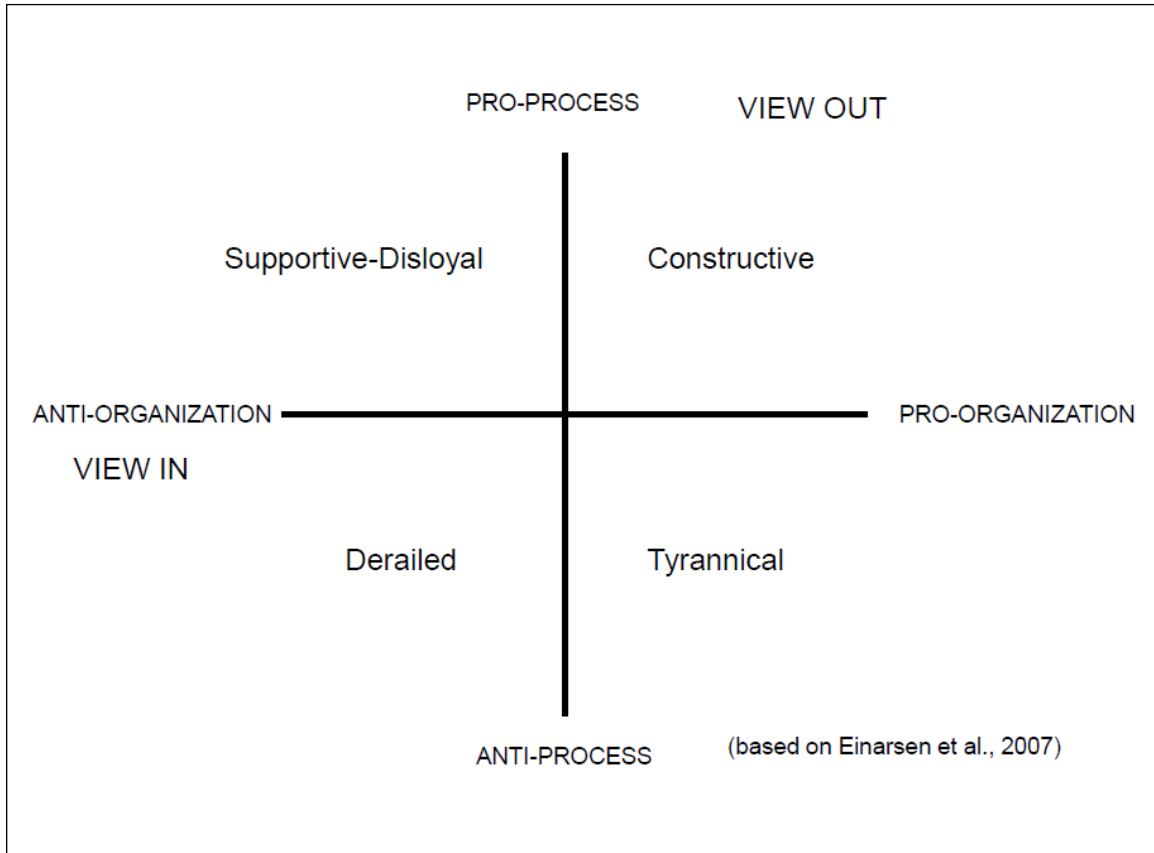 PRO-PROCESS
VIEW OUT
Supportive-Disloyal
Constructive
ANTI-ORGANIZATION
PRO-ORGANIZATION
VIEW IN
Derailed
Tyrannical
ANTI-PROCESS
(based on Einarsen et al., 2007)